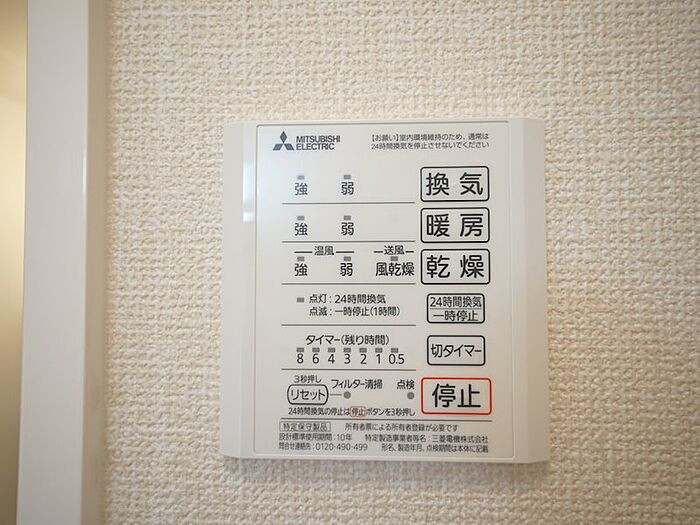 MITSUBISHI
ELECTRIC
【お願い】室内環境維持のため、通常は
24時間換気を停止させないでください
強 弱 換気
強 弱 暖房
温風 送風
強 弱 風乾燥 乾燥
点灯:24時間換気
点滅:一時停止(1時間)
24時間換気
一時停止
タイマー(残り時間)
8 6 4 3 2 1 0.5
切タイマー
3秒押し
リセット フィルター清掃 点検
停止
24時間換気の停止は停止ボタンを3秒押し
特定保守製品 所有者票による所有者登録が必要です
設計標準使用期間:10年 特定製造事業者等名:三菱電機株式会社
問合せ連絡先:0120-490-499 形名、製造年月、点検期間は本体に記載